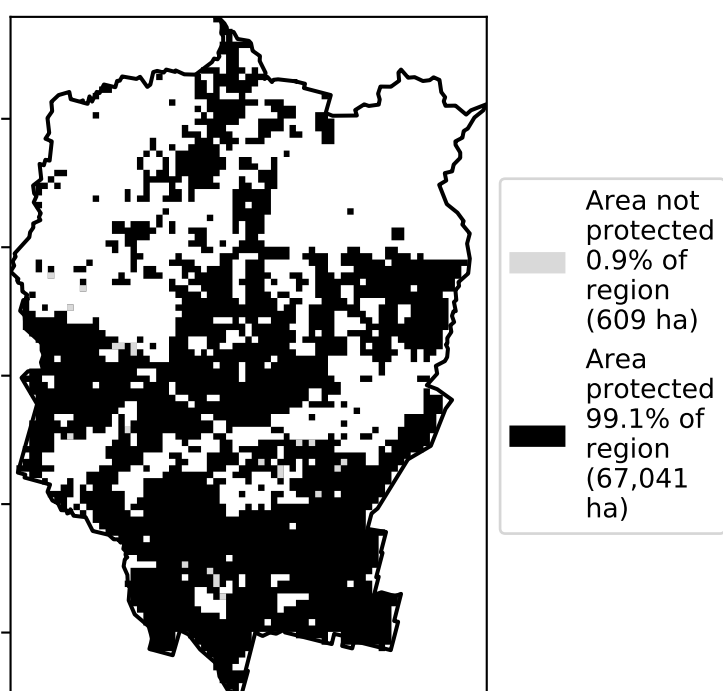 Area not
protected
0.9% of
region
(609 ha)
Area
protected
99.1% of
region
(67,041
ha)